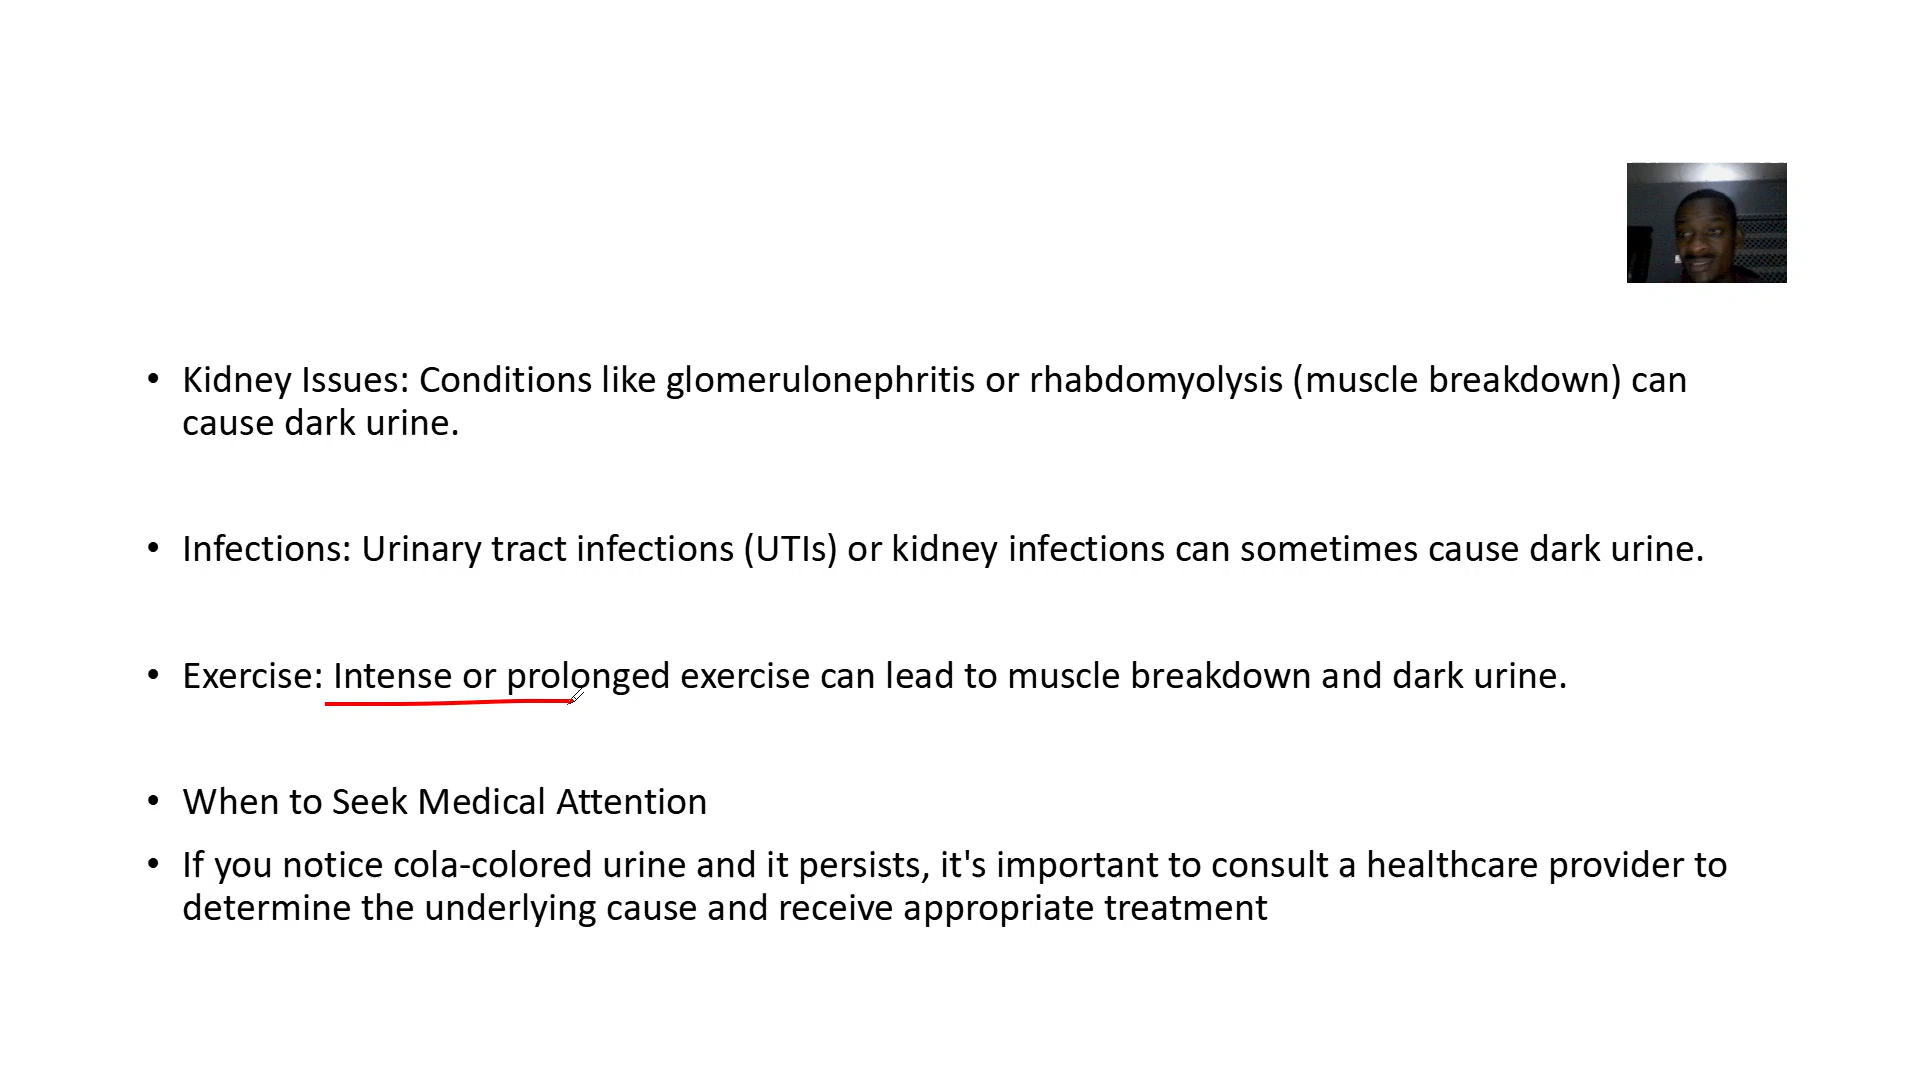 • Kidney Issues: Conditions like glomerulonephritis or rhabdomyolysis (muscle breakdown) can
cause dark urine.
• Infections: Urinary tract infections (UTIs) or kidney infections can sometimes cause dark urine.
• Exercise: Intense or prolonged exercise can lead to muscle breakdown and dark urine.
• When to Seek Medical Attention
• If you notice cola-colored urine and it persists, it's important to consult a healthcare provider to
determine the underlying cause and receive appropriate treatment